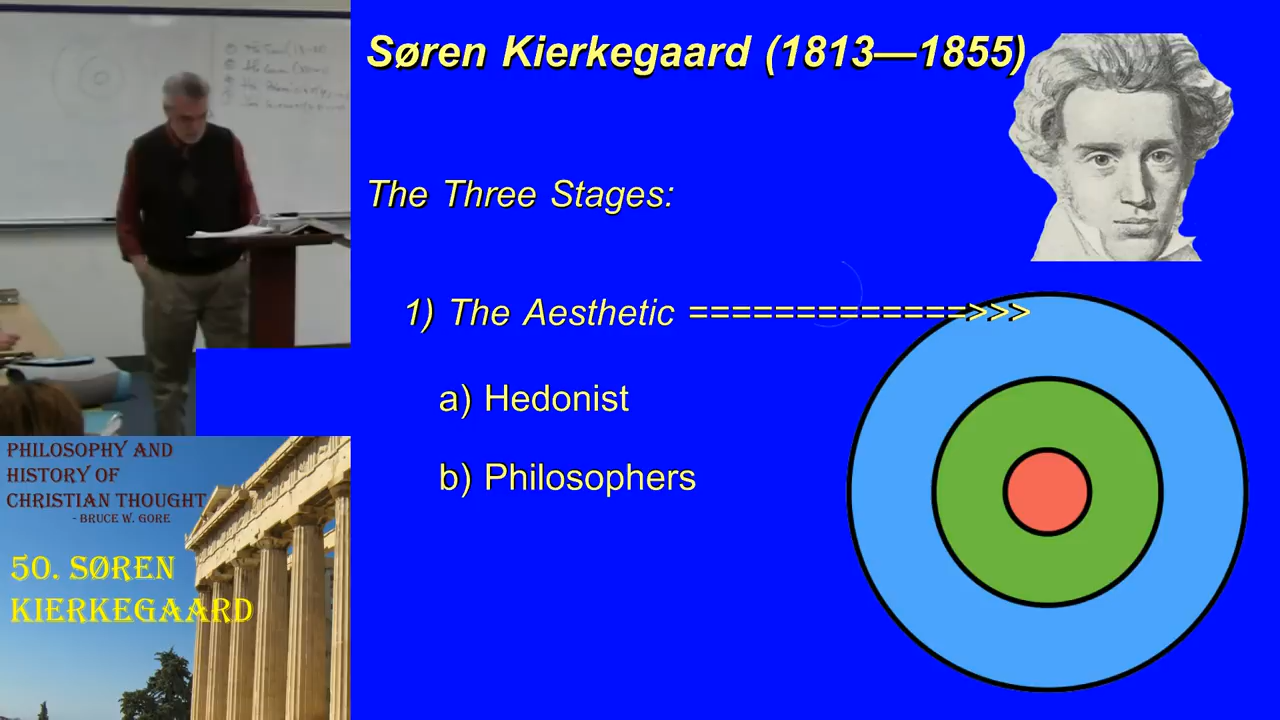 Søren Kierkegaard (1813—1855)
The Three Stages:
1) The Aesthetic =============>>>
a) Hedonist
b) Philosophers
PHILOSOPHY AND
HISTORY OF
CHRISTIAN THOUGHT
- BRUCE W. GORE
50. SØREN
KIERKEGAARD